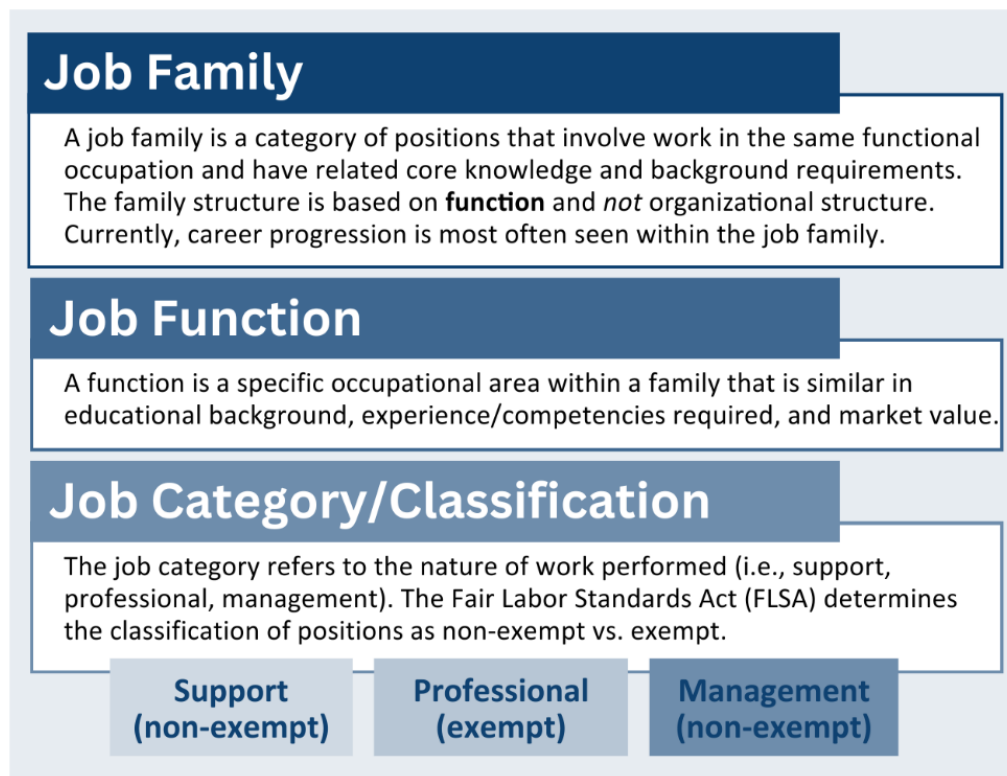 Job Family
A job family is a category of positions that involve work in the same functional
occupation and have related core knowledge and background requirements.
The family structure is based on function and not organizational structure.
Currently, career progression is most often seen within the job family.
Job Function
A function is a specific occupational area within a family that is similar in
educational background, experience/competencies required, and market value.
Job Category/Classification
The job category refers to the nature of work performed (i.e., support,
professional, management). The Fair Labor Standards Act (FLSA) determines
the classification of positions as non-exempt vs. exempt.
Support
(non-exempt)
Professional
(exempt)
Management
(non-exempt)